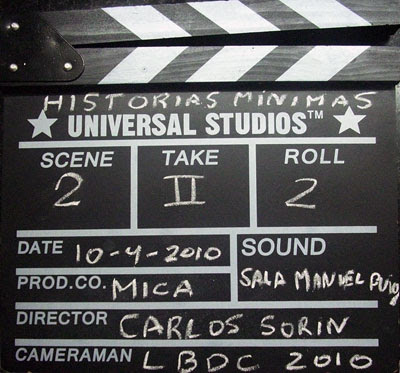 HISTORIAS MINIMAS
UNIVERSAL STUDIOS™
SCENE TAKE ROLL
2 II 2
DATE 10-4-2010 SOUND
SALA MANUEL PUIG
PROD.CO. MICA
DIRECTOR CARLOS SORIN
CAMERAMAN LBDC 2010